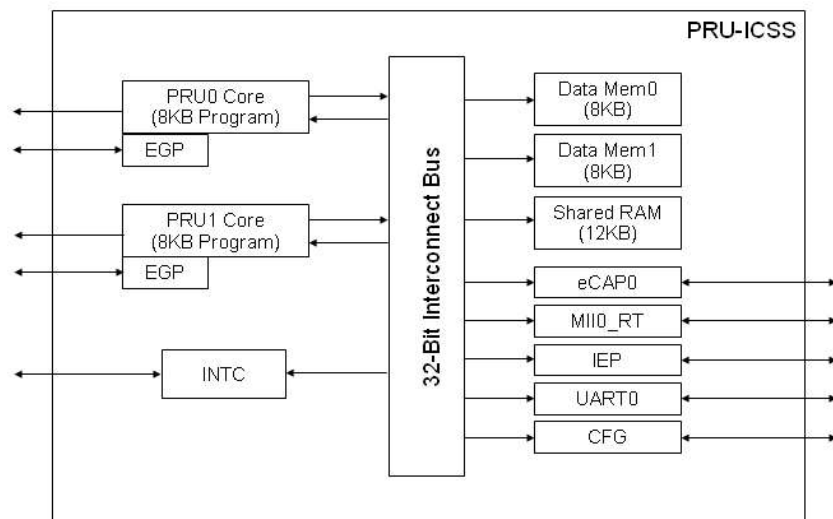 PRU-ICSS
PRU0 Core
(8KB Program)
EGP
PRU1 Core
(8KB Program)
EGP
INTC
32-Bit Interconnect Bus
Data Mem0
(8KB)
Data Mem1
(8KB)
Shared RAM
(12KB)
eCAP0
MII0_RT
IEP
UART0
CFG